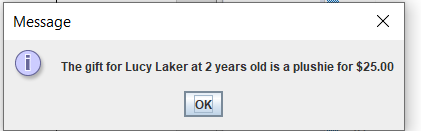 Message
The gift for Lucy Laker at 2 years old is a plushie for $25.00
OK